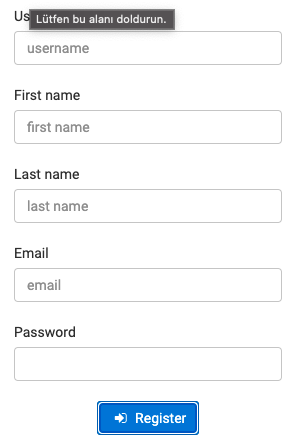 Us
Lütfen bu alanı doldurun.
username
First name
first name
Last name
last name
Email
email
Password
Register